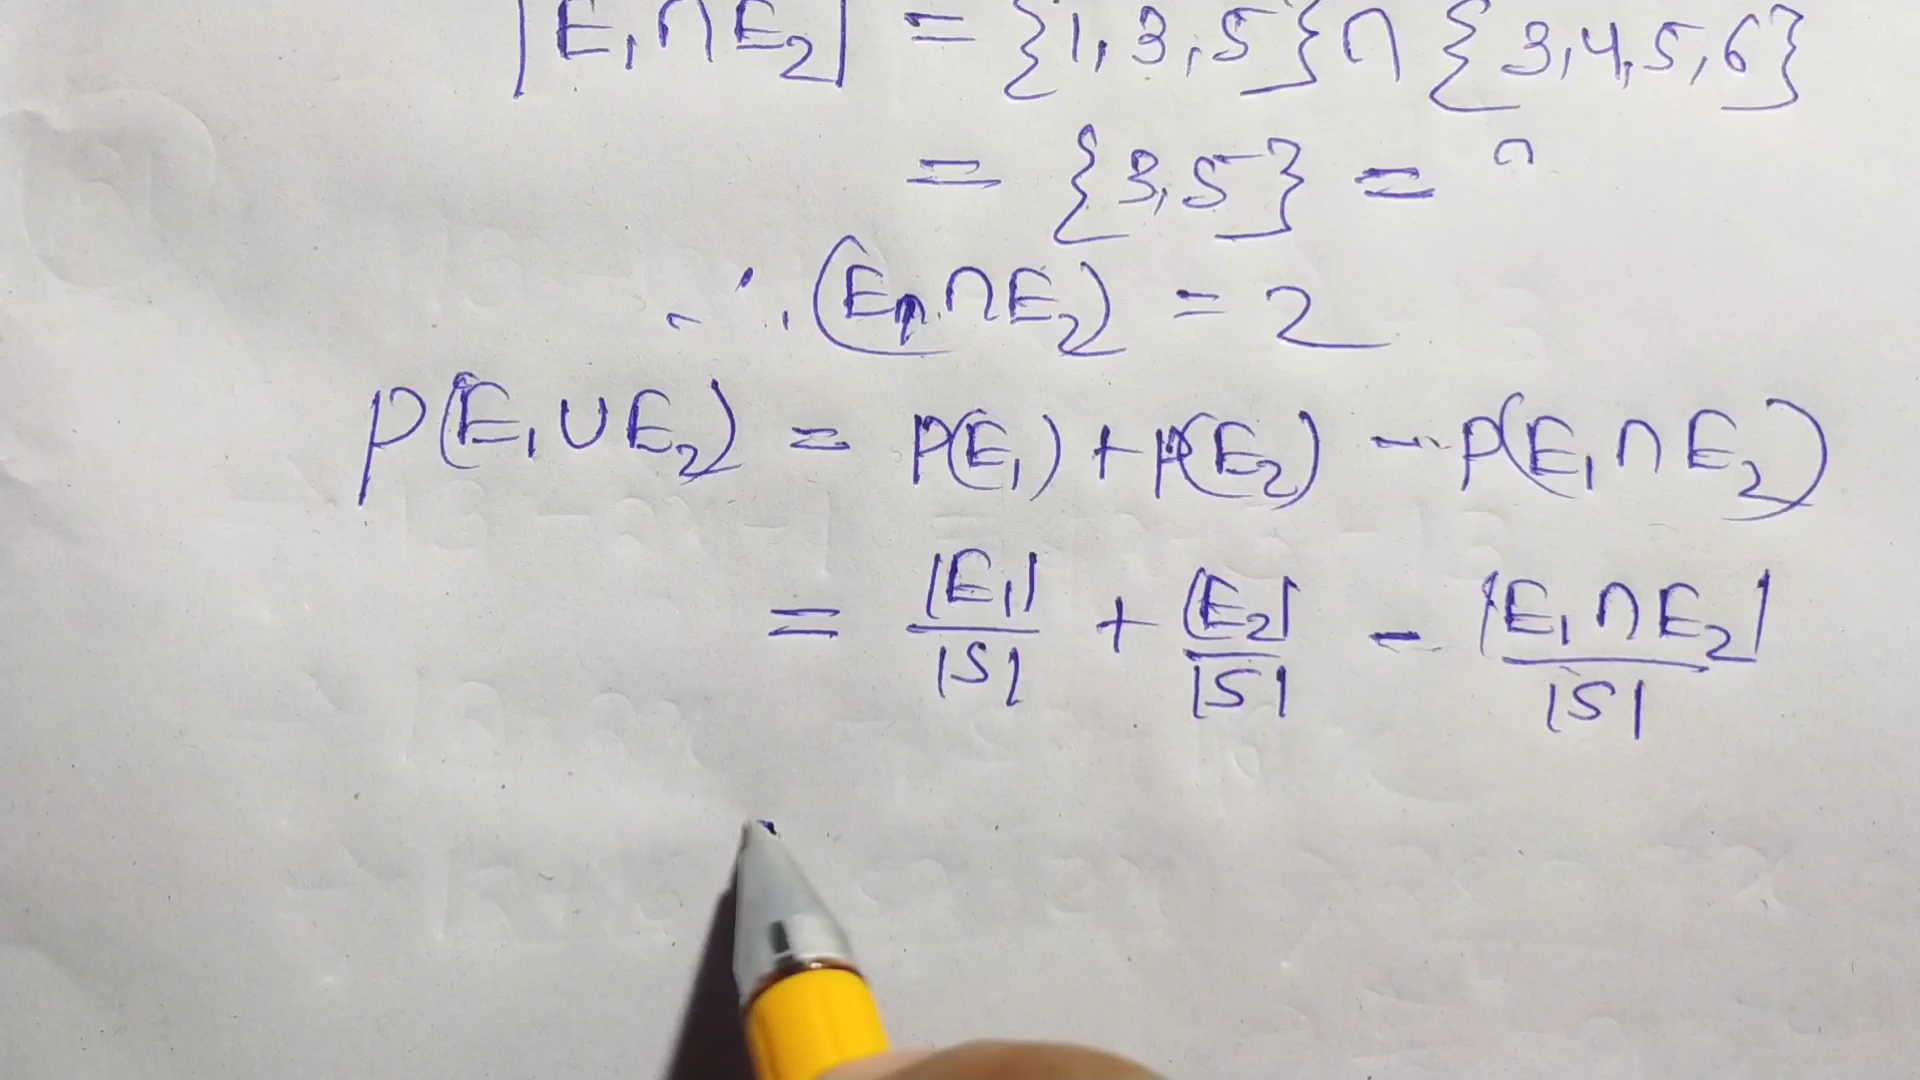 |E₁∩E₂| = {1,3,5}∩{3,4,5,6}
= {3,5} =
∴ (E₁∩E₂) = 2
P(E₁∪E₂) = P(E₁) + P(E₂) - P(E₁∩E₂)
= |E₁|/|S| + |E₂|/|S| - |E₁∩E₂|/|S|